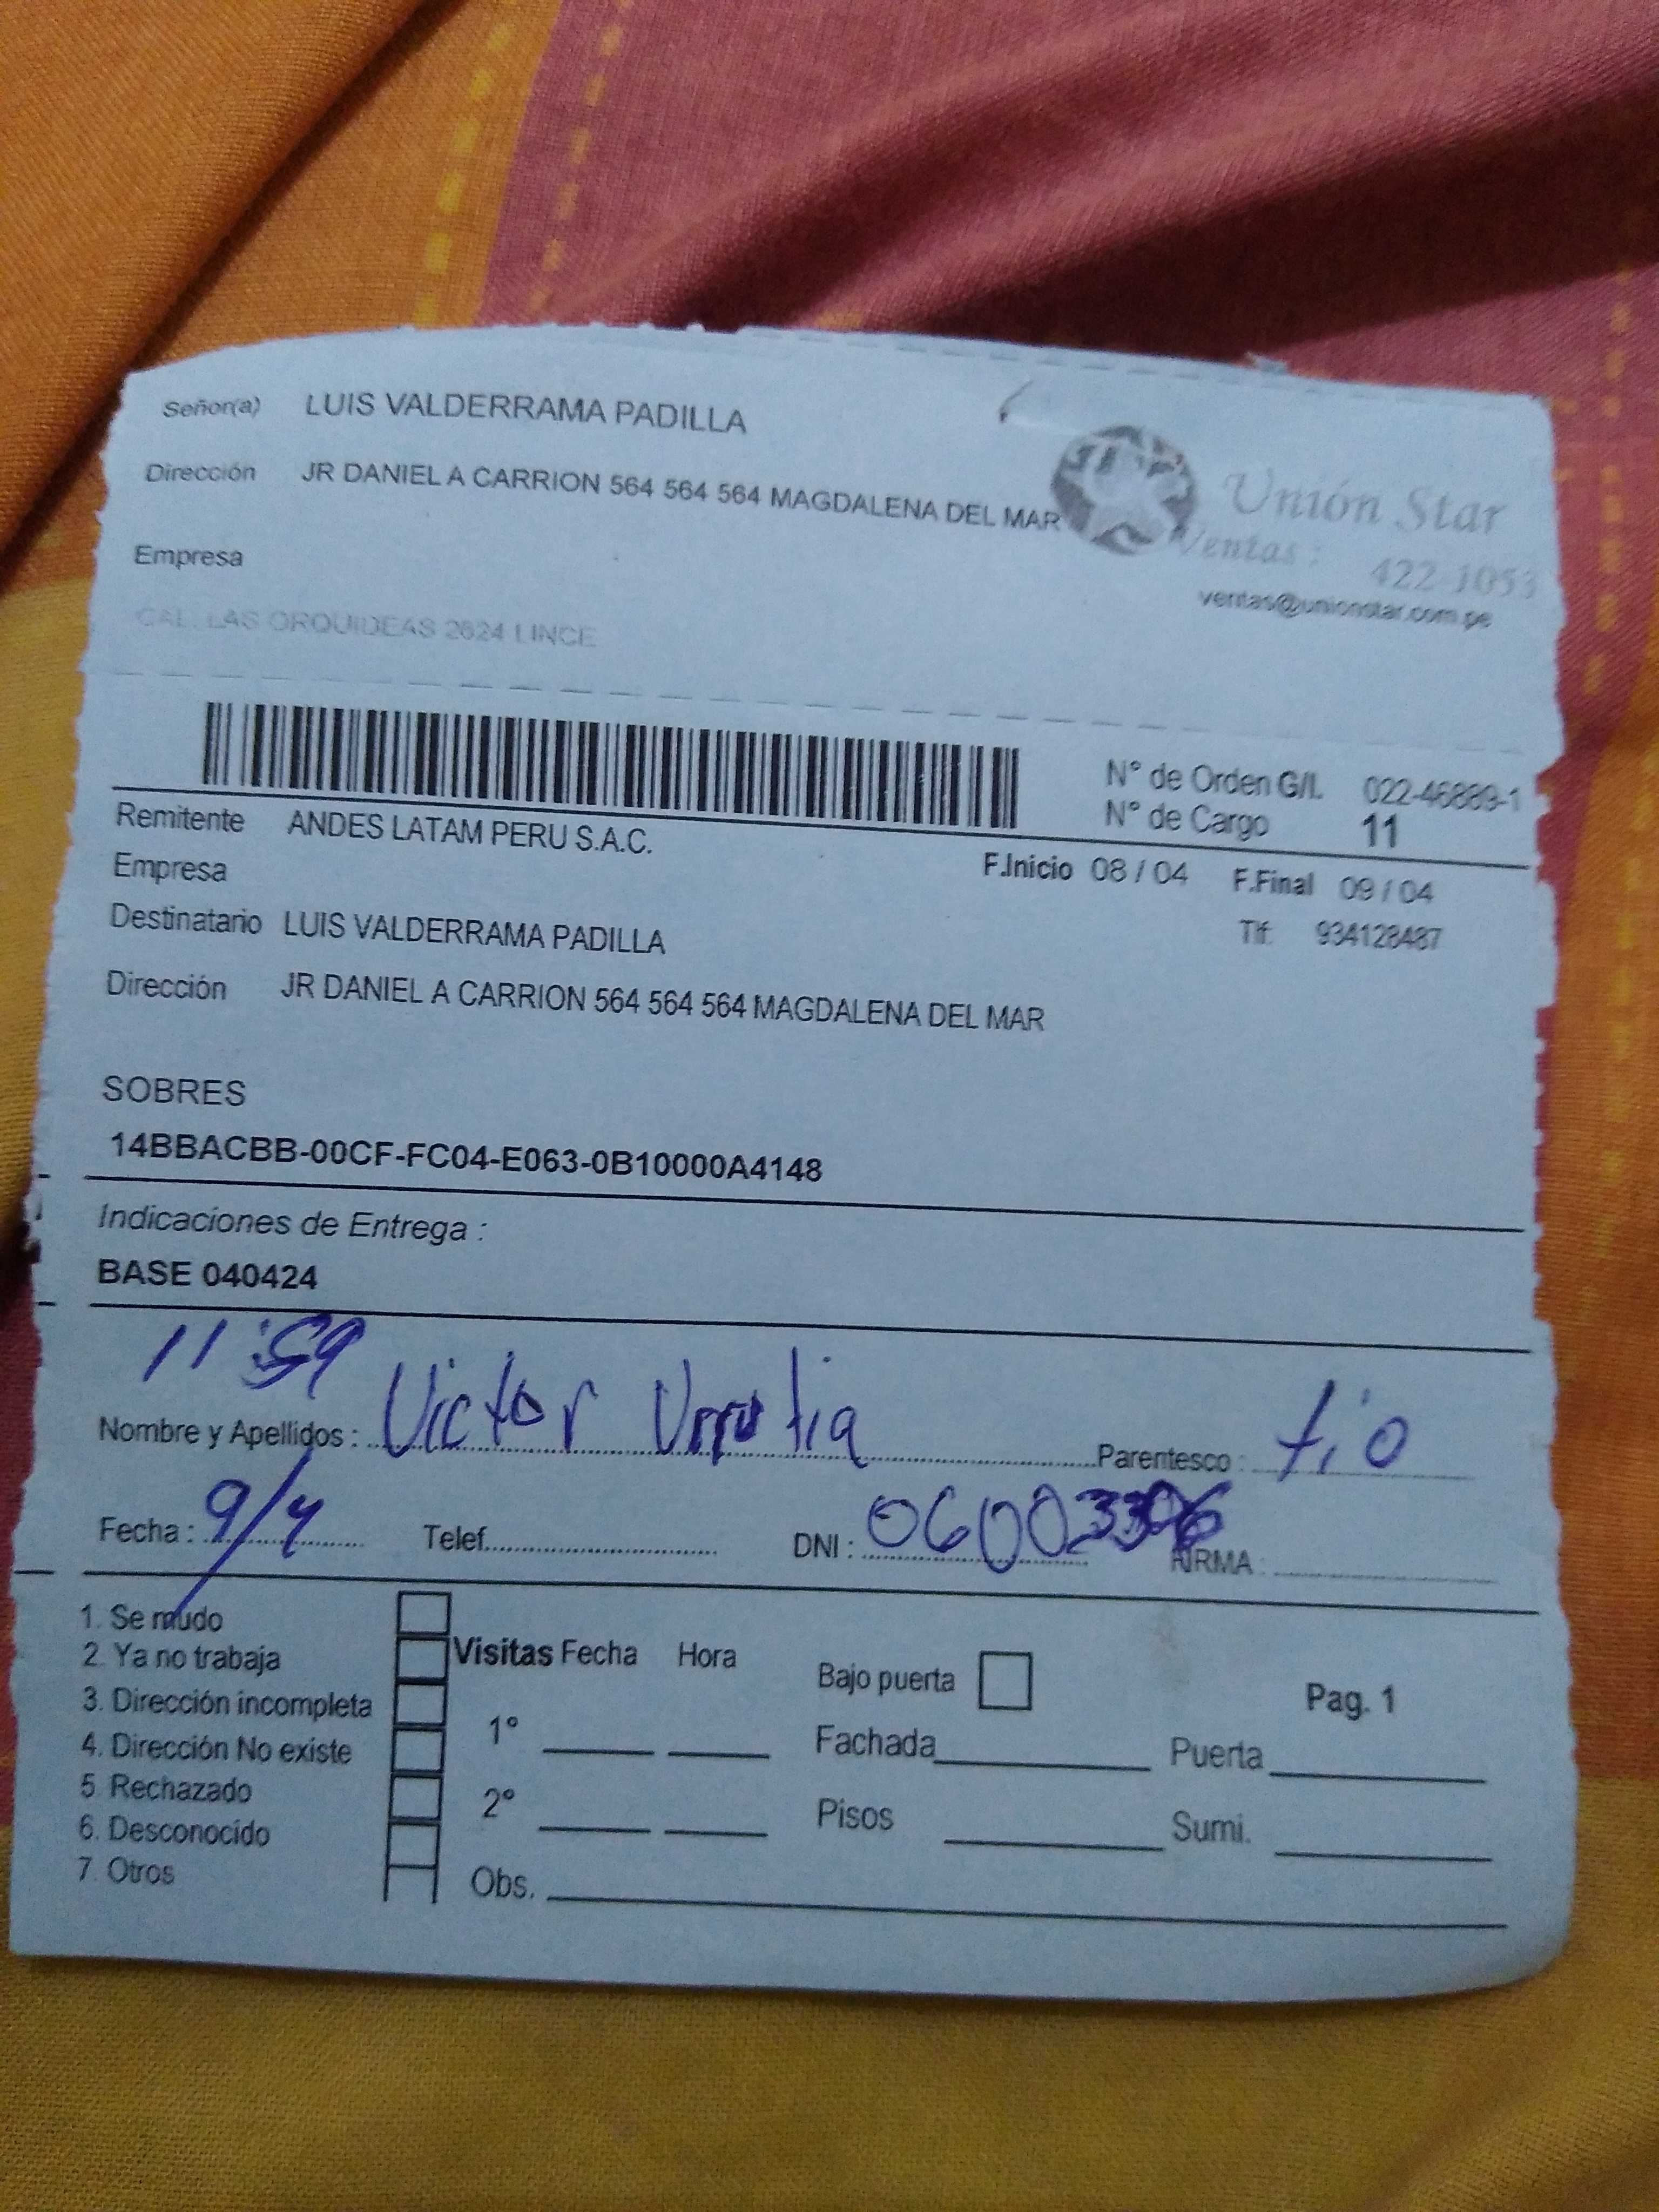 Señor(a) LUIS VALDERRAMA PADILLA
Dirección JR DANIEL A CARRION 564 564 564 MAGDALENA DEL MAR
Unión Star
Ventas : 422-1053
ventas@unionstar.com.pe
Empresa
CAL. LAS ORQUIDEAS 2624 LINCE
N° de Orden G/I. 022-46889-1
N° de Cargo 11
Remitente ANDES LATAM PERU S.A.C.
Empresa
F.Inicio 08 / 04 F.Final 09 / 04
Destinatario LUIS VALDERRAMA PADILLA
Tlf: 934128487
Dirección JR DANIEL A CARRION 564 564 564 MAGDALENA DEL MAR
SOBRES
14BBACBB-00CF-FC04-E063-0B10000A4148
Indicaciones de Entrega :
BASE 040424
11:59
Nombre y Apellidos : Victor Parentesco : tio
Fecha : 9/4 Telef. DNI : FIRMA :
1. Se mudo
2. Ya no trabaja
3. Dirección incompleta
4. Dirección No existe
5. Rechazado
6. Desconocido
7. Otros
Visitas Fecha Hora
1°
2°
Obs.
Bajo puerta
Pag. 1
Fachada Puerta
Pisos Sumi.